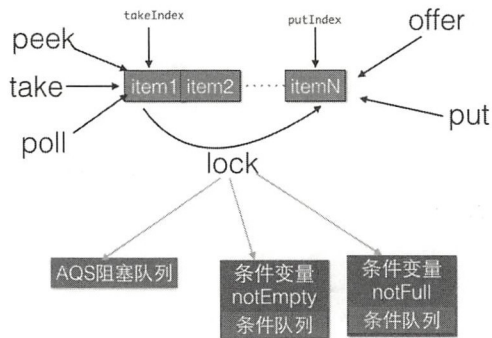 takeIndex
putIndex
peek
offer
take
item1
item2
itemN
put
poll
lock
AQS阻塞队列
条件变量
notEmpty
条件队列
条件变量
notFull
条件队列